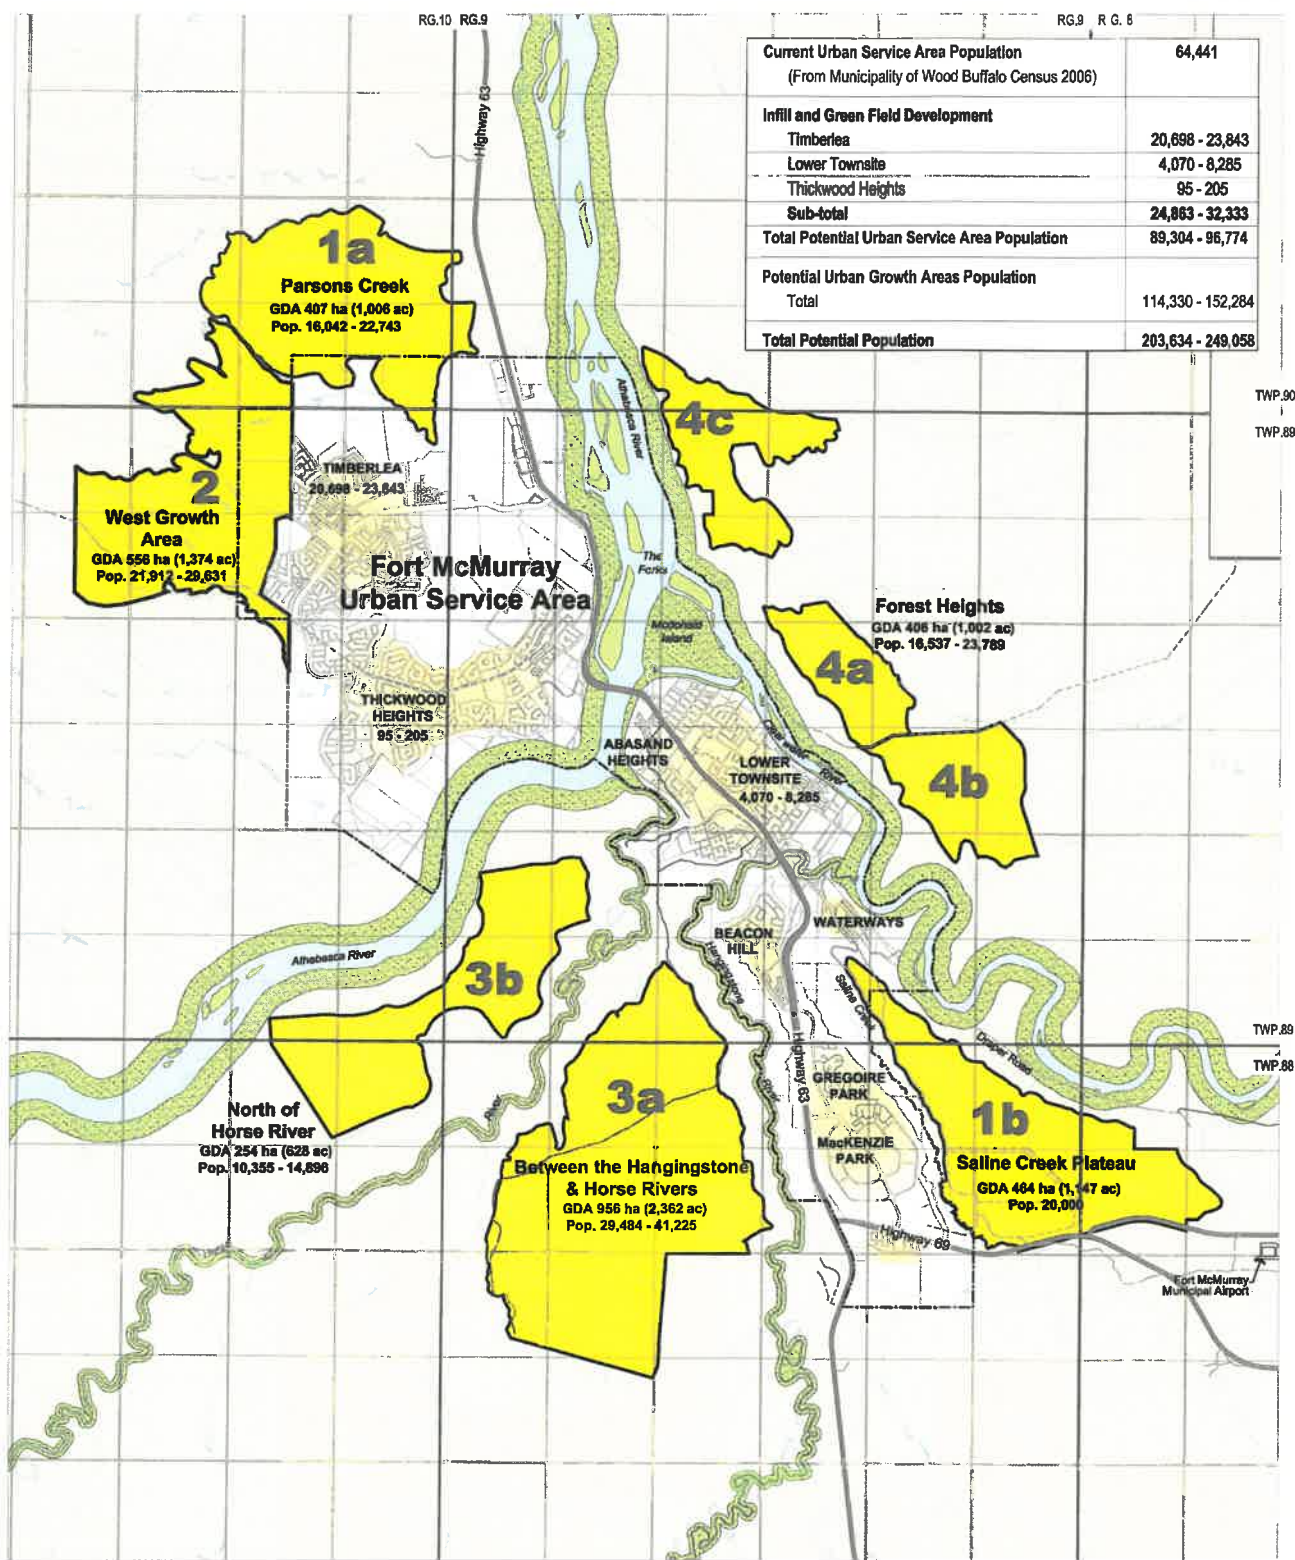 RG.10 RG.9
RG.9 R G. 8
Current Urban Service Area Population 64,441
(From Municipality of Wood Buffalo Census 2006)
Infill and Green Field Development
Timberlea 20,698 - 23,843
Lower Townsite 4,070 - 8,285
Thickwood Heights 95 - 205
Sub-total 24,863 - 32,333
Total Potential Urban Service Area Population 89,304 - 96,774
Potential Urban Growth Areas Population
Total 114,330 - 152,284
Total Potential Population 203,634 - 249,058
Highway 63
1a
Parsons Creek
GDA 407 ha (1,006 ac)
Pop. 16,042 - 22,743
Athabasca River
4c
TWP.90
TWP.89
TIMBERLEA
20,698 - 23,843
2
West Growth
Area
GDA 556 ha (1,374 ac)
Pop. 21,912 - 29,631
Fort McMurray
Urban Service Area
The
Forks
Mcdonald
Island
Forest Heights
GDA 406 ha (1,002 ac)
Pop. 16,537 - 23,789
4a
THICKWOOD
HEIGHTS
95 - 205
ABASAND
HEIGHTS
LOWER
TOWNSITE
4,070 - 8,285
Clearwater River
4b
BEACON
HILL
WATERWAYS
Athabasca River
3b
Hangingstone River
Saline Creek
Draper Road
TWP.89
TWP.88
Highway 63
GREGOIRE
PARK
3a
1b
North of
Horse River
GDA 254 ha (628 ac)
Pop. 10,355 - 14,896
River
MacKENZIE
PARK
Between the Hangingstone
& Horse Rivers
GDA 956 ha (2,362 ac)
Pop. 29,484 - 41,225
Saline Creek Plateau
GDA 464 ha (1,147 ac)
Pop. 20,000
Highway 69
Fort McMurray
Municipal Airport